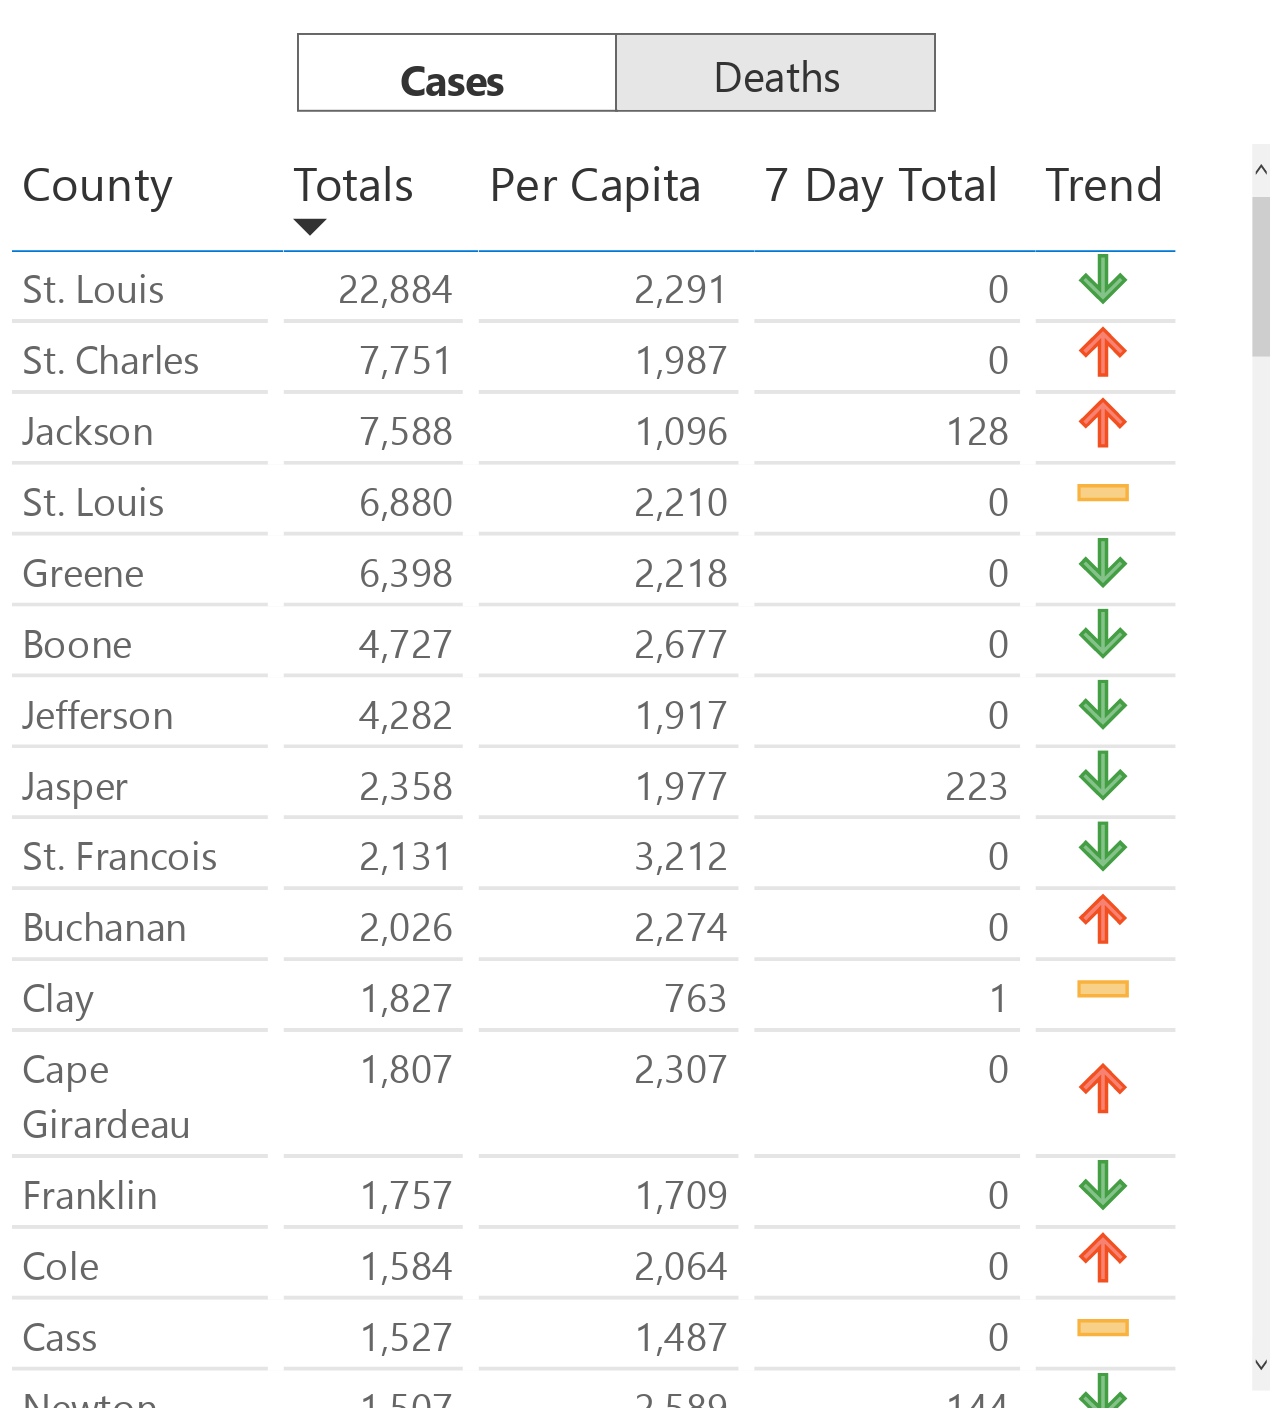 Cases Deaths
County Totals Per Capita 7 Day Total Trend
St. Louis 22,884 2,291 0
St. Charles 7,751 1,987 0
Jackson 7,588 1,096 128
St. Louis 6,880 2,210 0
Greene 6,398 2,218 0
Boone 4,727 2,677 0
Jefferson 4,282 1,917 0
Jasper 2,358 1,977 223
St. Francois 2,131 3,212 0
Buchanan 2,026 2,274 0
Clay 1,827 763 1
Cape 1,807 2,307 0
Girardeau
Franklin 1,757 1,709 0
Cole 1,584 2,064 0
Cass 1,527 1,487 0
Newton 1,507 2,589 144